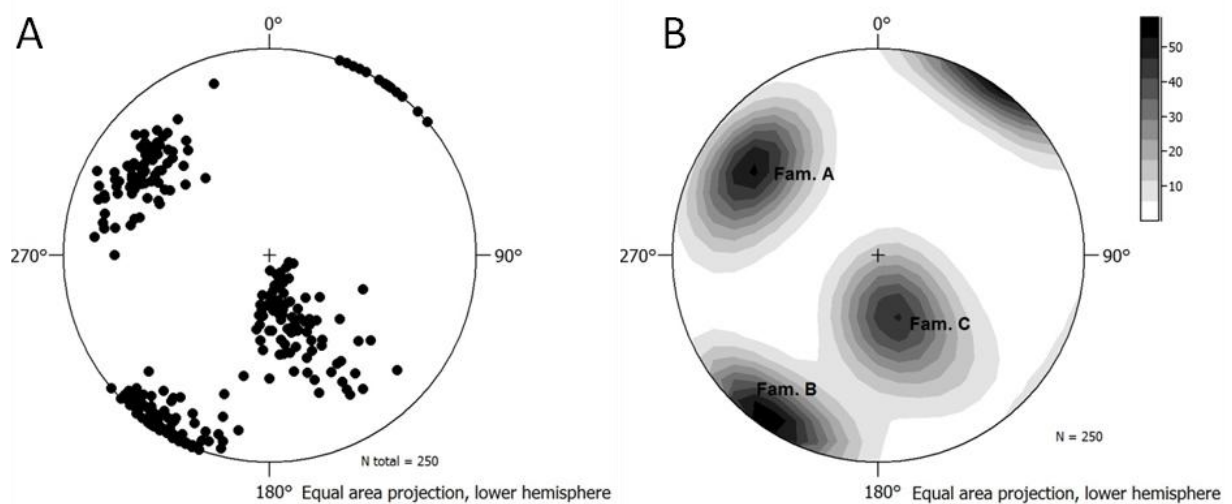 A
0°
270°
90°
N total = 250
180°
Equal area projection, lower hemisphere
B
0°
270°
90°
Fam. A
Fam. C
Fam. B
N = 250
180°
Equal area projection, lower hemisphere
50
40
30
20
10